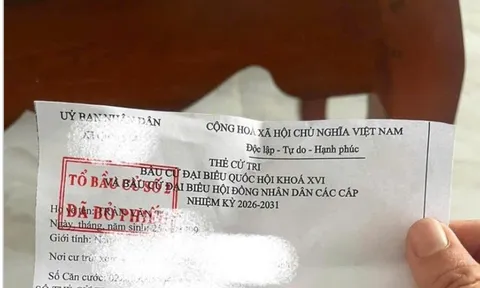 UỶ BAN NHÂN DÂN
CỘNG HOÀ XÃ HỘI CHỦ NGHĨA VIỆT NAM
Độc lập - Tự do - Hạnh phúc
THẺ CỬ TRI
BẦU CỬ ĐẠI BIỂU QUỐC HỘI KHOÁ XVI
VÀ BẦU CỬ ĐẠI BIỂU HỘI ĐỒNG NHÂN DÂN CÁC CẤP
NHIỆM KỲ 2026-2031
TỔ BẦU CỬ SỐ
ĐÃ BỎ PHIẾU
Ngày, tháng, năm sinh:
Giới tính:
Nơi cư trú:
Số Căn cước: